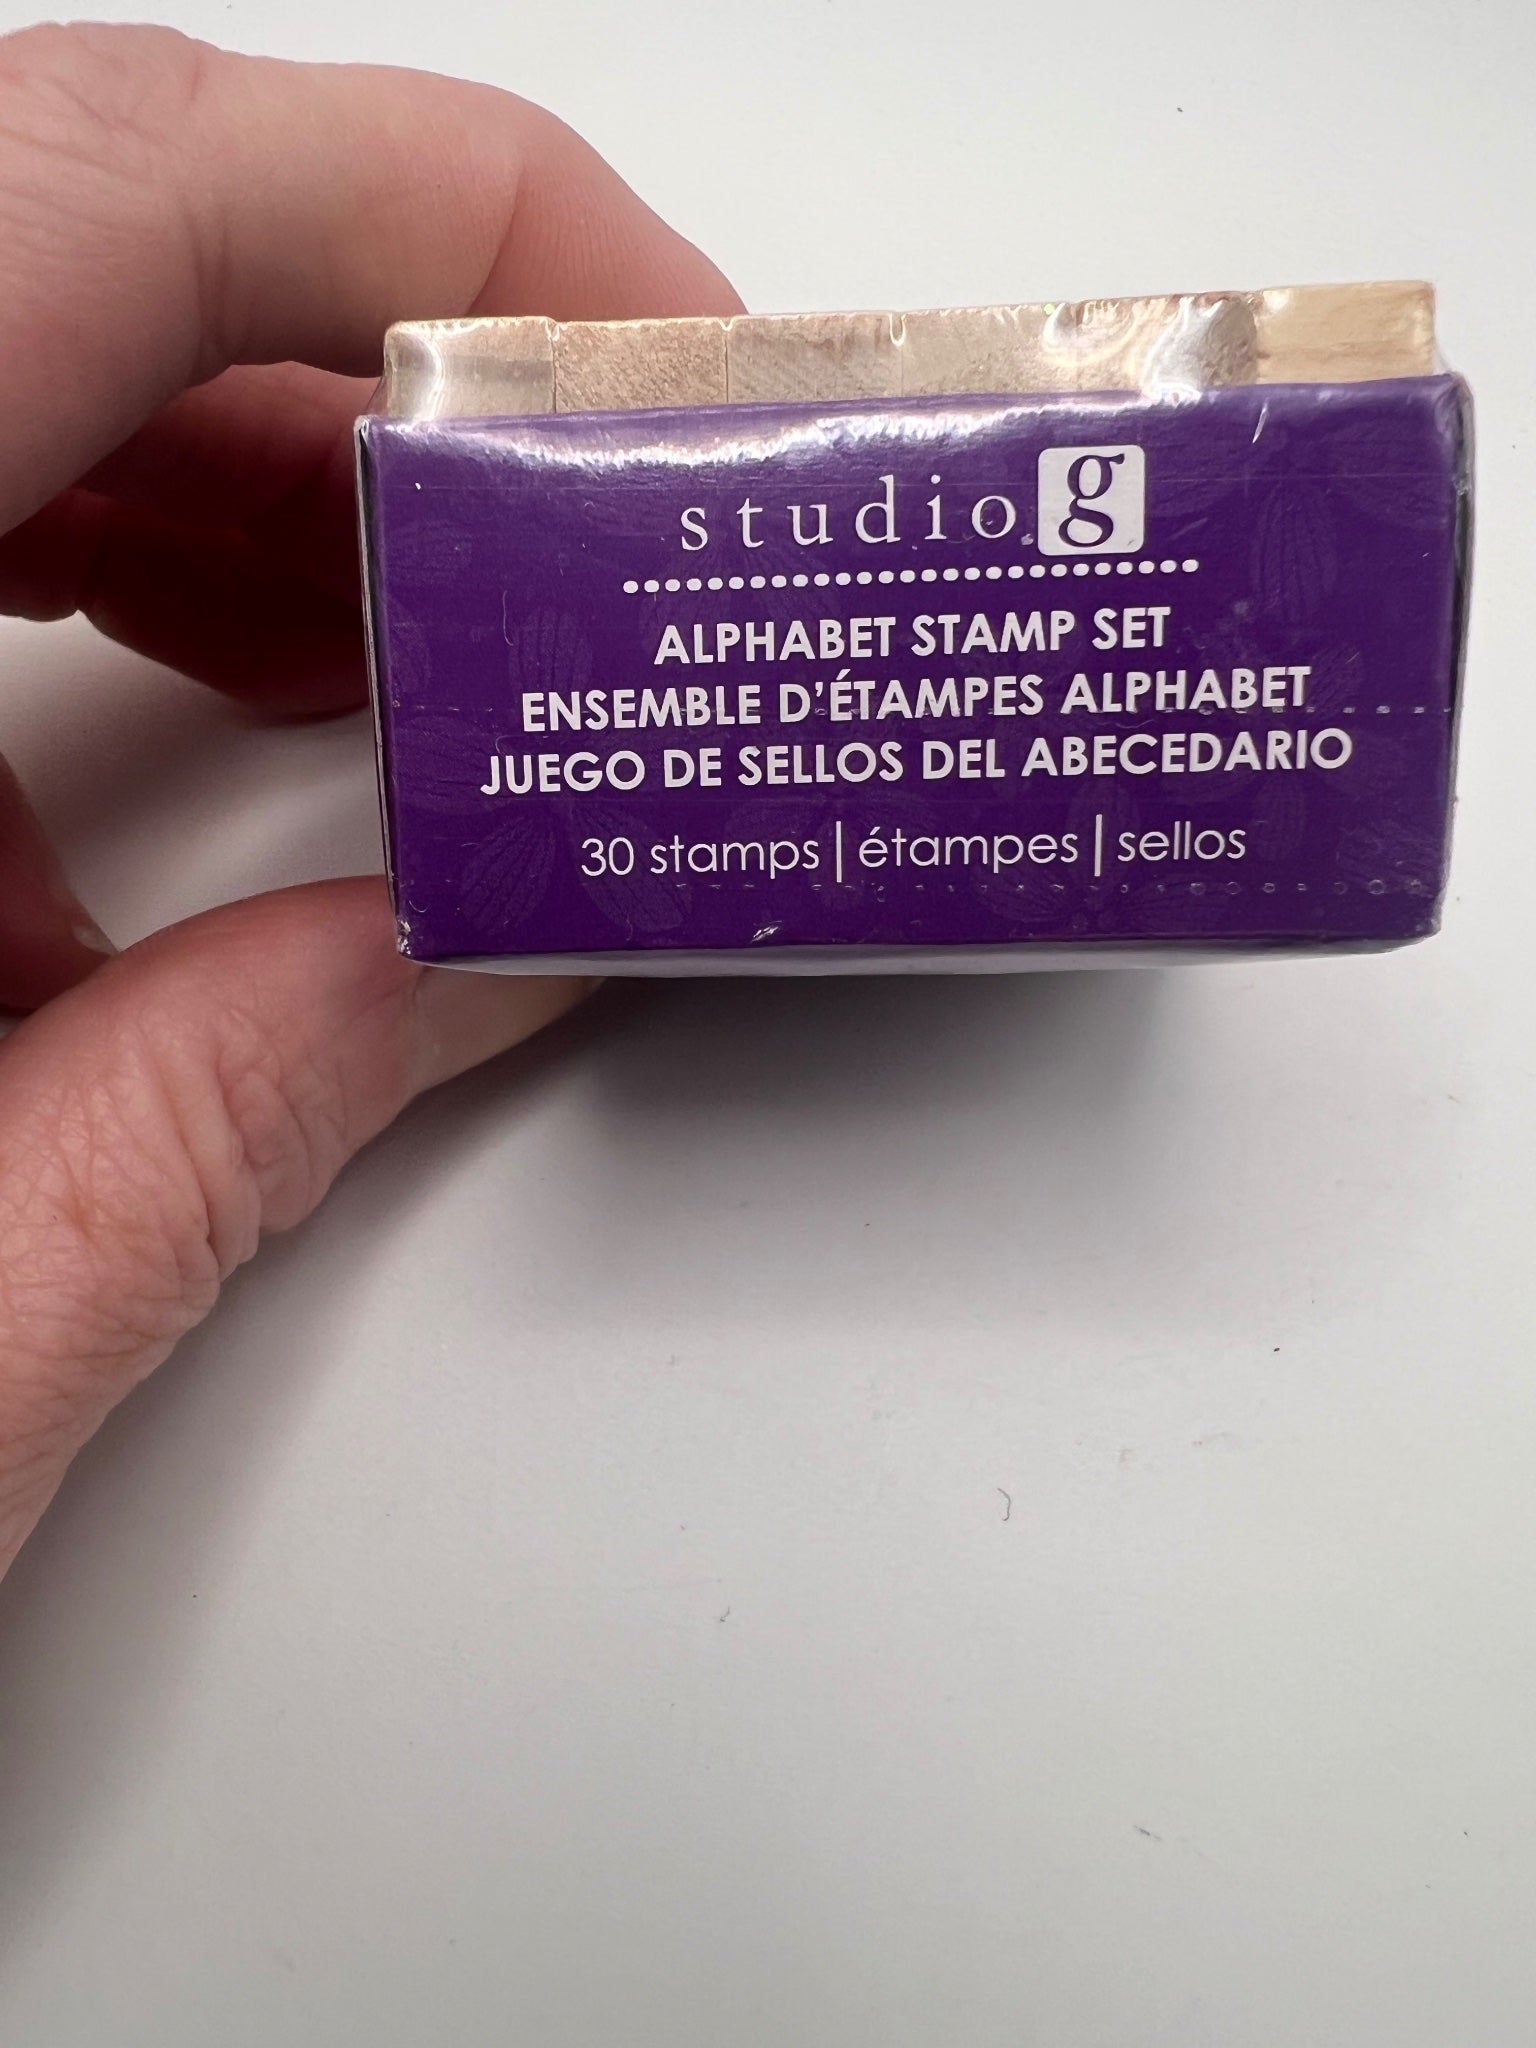 studio g
ALPHABET STAMP SET
ENSEMBLE D'ÉTAMPES ALPHABET
JUEGO DE SELLOS DEL ABECEDARIO
30 stamps | étampes | sellos